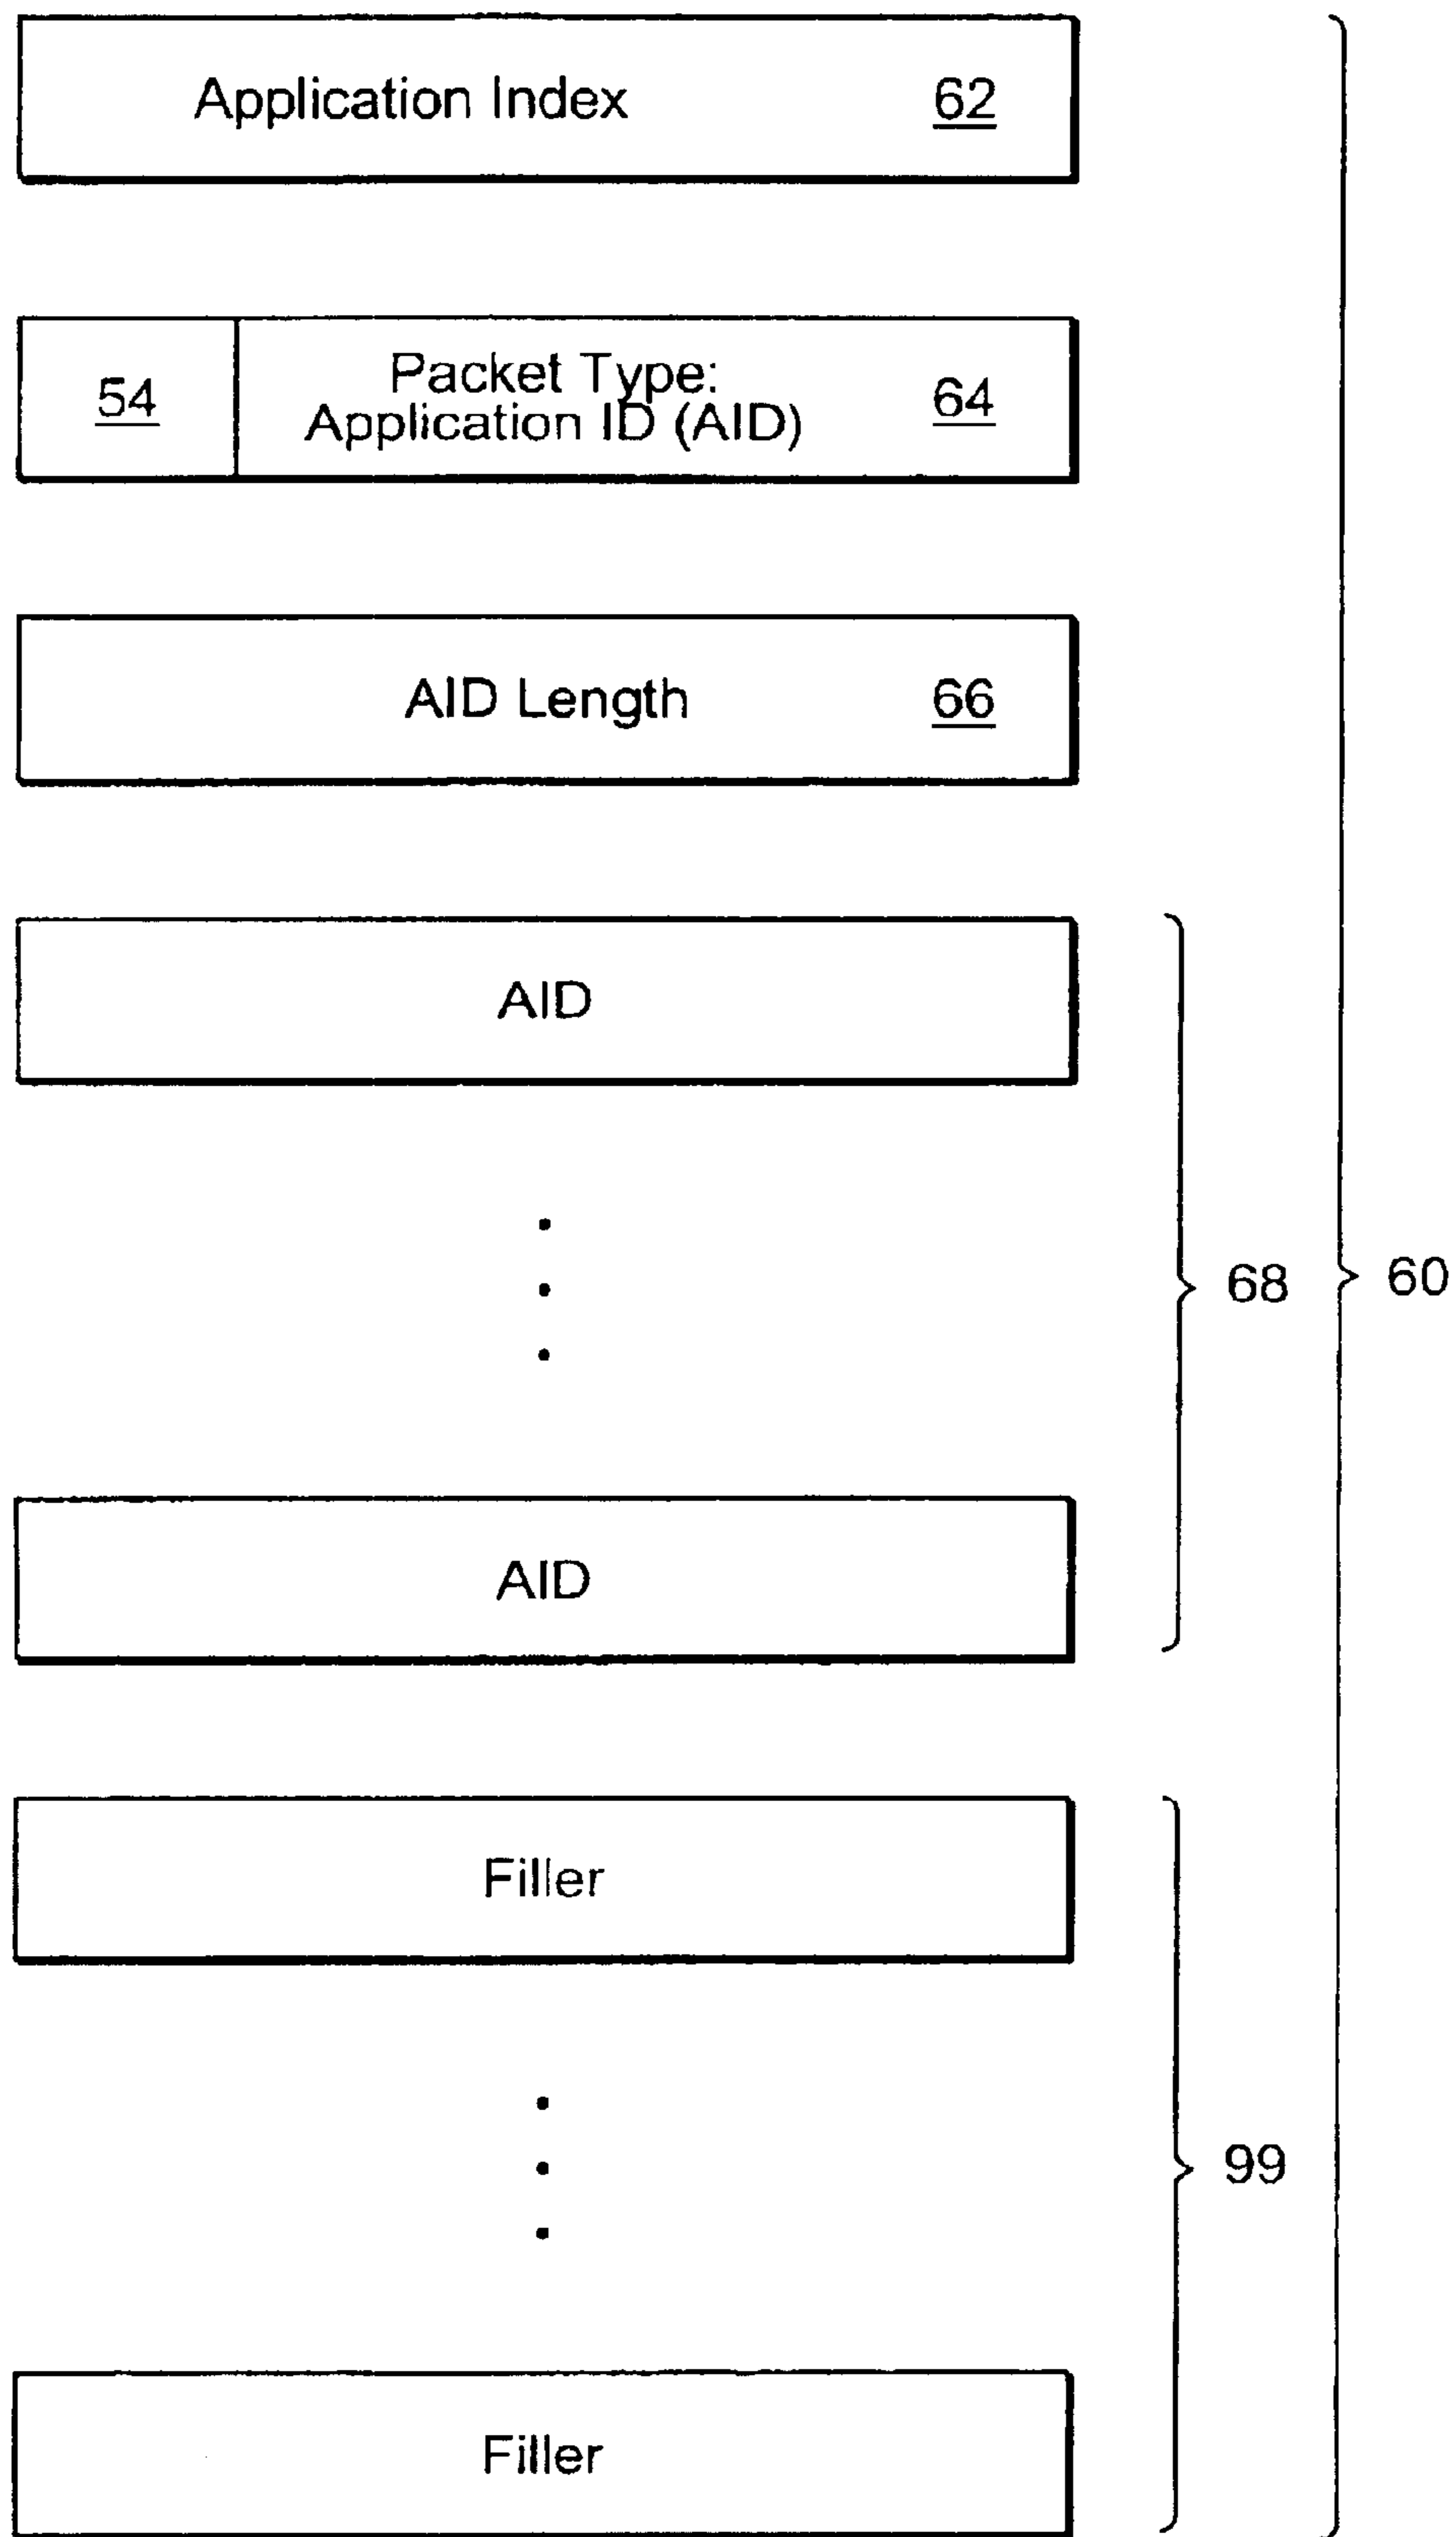 Application Index 62
54 Packet Type: 64
Application ID (AID)
AID Length 66
AID
68
60
AID
Filler
99
Filler